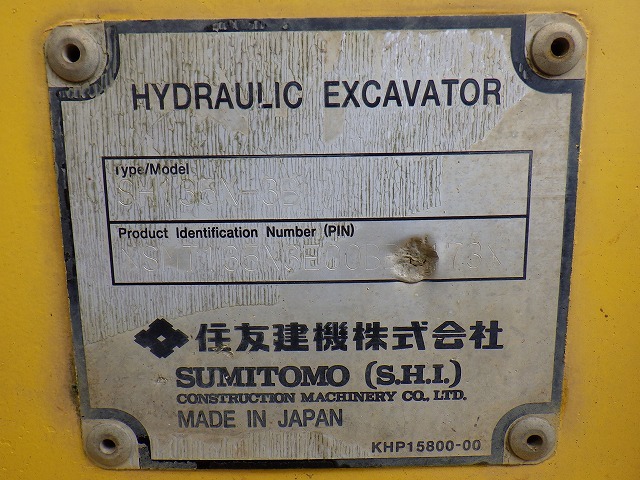 HYDRAULIC EXCAVATOR
Type/Model
Product Identification Number (PIN)
住友建機株式会社
SUMITOMO (S.H.I.)
CONSTRUCTION MACHINERY CO., LTD.
MADE IN JAPAN
KHP15800-00